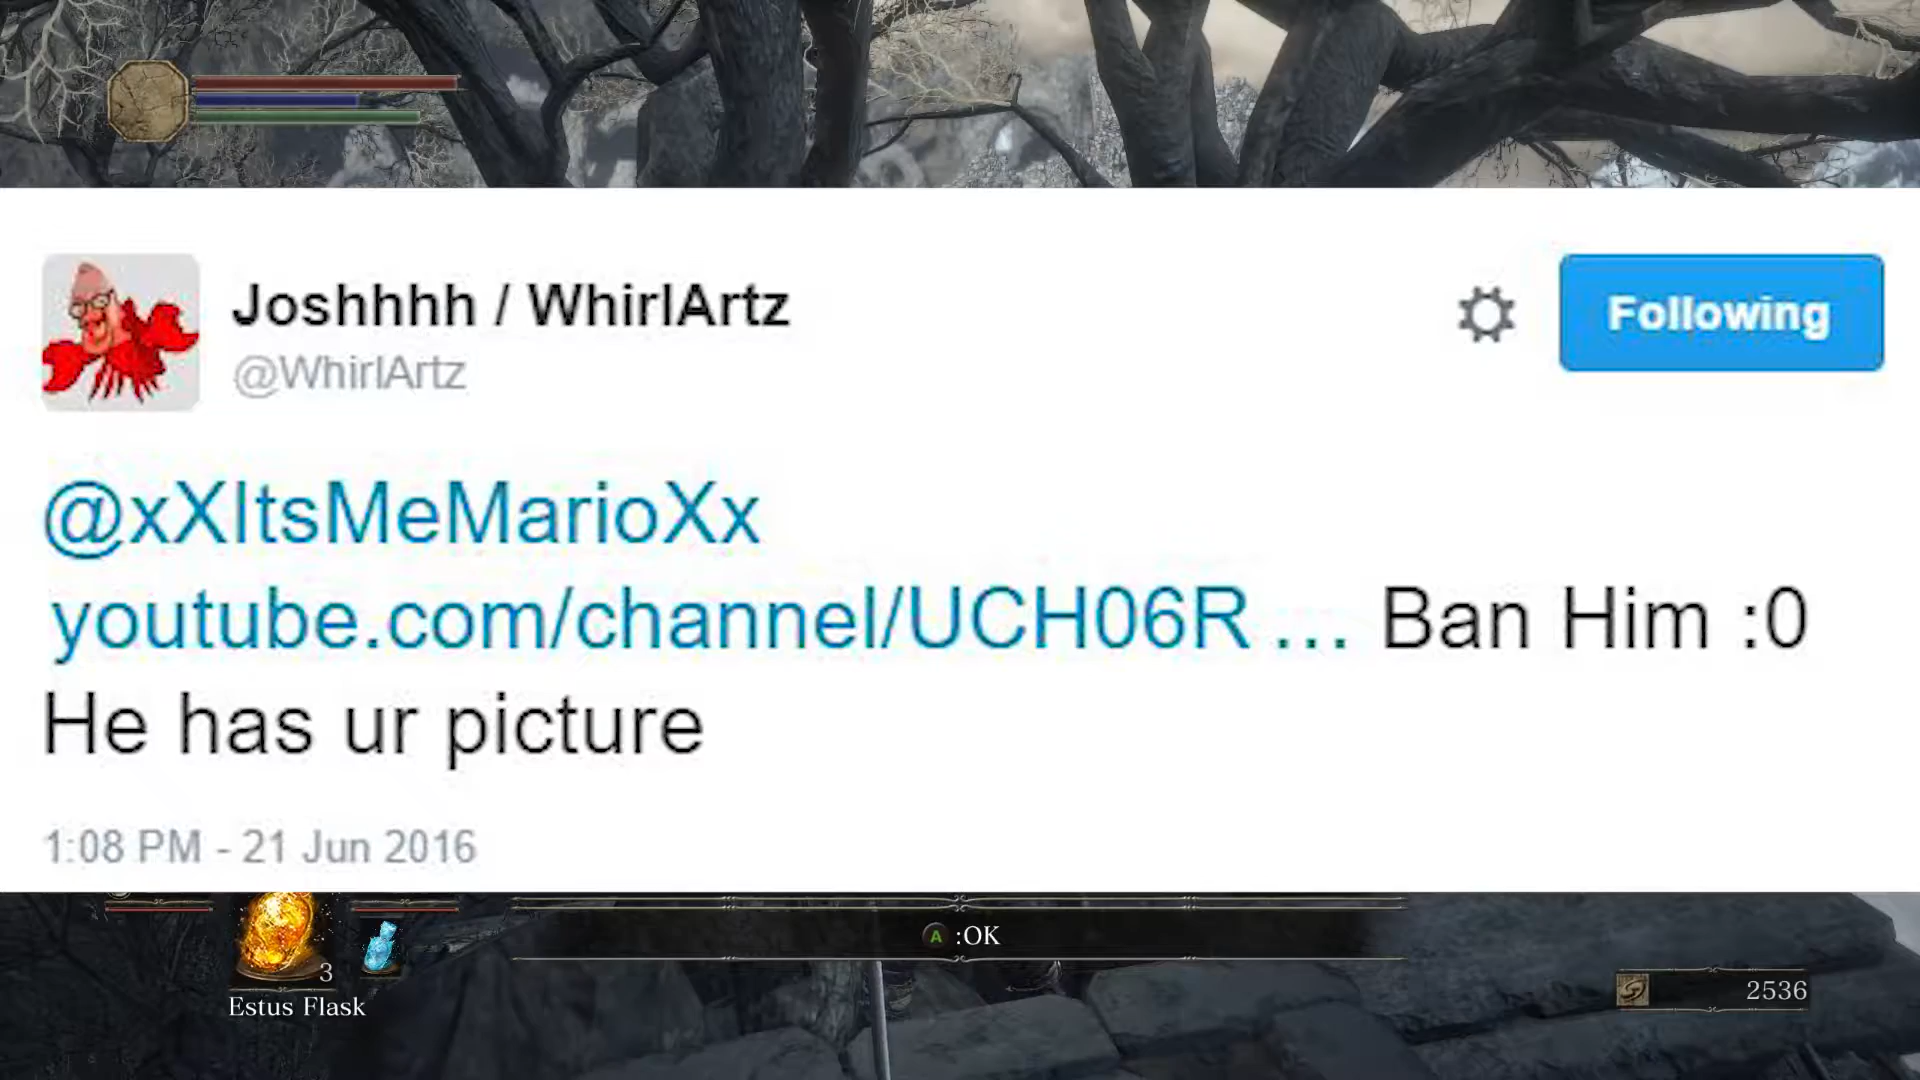 Joshhhh / WhirlArtz
@WhirlArtz
Following
@xXItsMeMarioXx
youtube.com/channel/UCH06R... Ban Him :0
He has ur picture
1:08 PM - 21 Jun 2016
A :OK
3
Estus Flask
2536